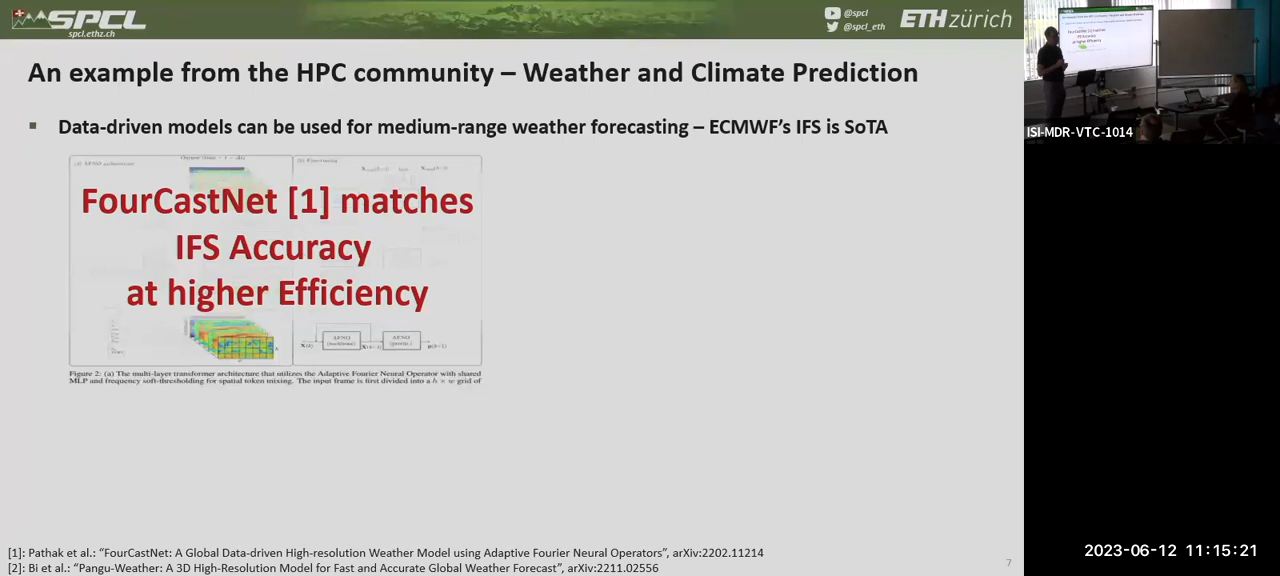 SPCL
spcl.ethz.ch
@spcl
@spcl_eth
ETH zürich
An example from the HPC community – Weather and Climate Prediction
▪ Data-driven models can be used for medium-range weather forecasting – ECMWF's IFS is SoTA
FourCastNet [1] matches
IFS Accuracy
at higher Efficiency
Figure 2: (a) The multi-layer transformer architecture that utilizes the Adaptive Fourier Neural Operator with shared
MLP and frequency soft-thresholding for spatial token mixing. The input frame is first divided into a h × w grid of
[1]: Pathak et al.: “FourCastNet: A Global Data-driven High-resolution Weather Model using Adaptive Fourier Neural Operators”, arXiv:2202.11214
[2]: Bi et al.: “Pangu-Weather: A 3D High-Resolution Model for Fast and Accurate Global Weather Forecast”, arXiv:2211.02556
7
ISI-MDR-VTC-1014
2023-06-12 11:15:21